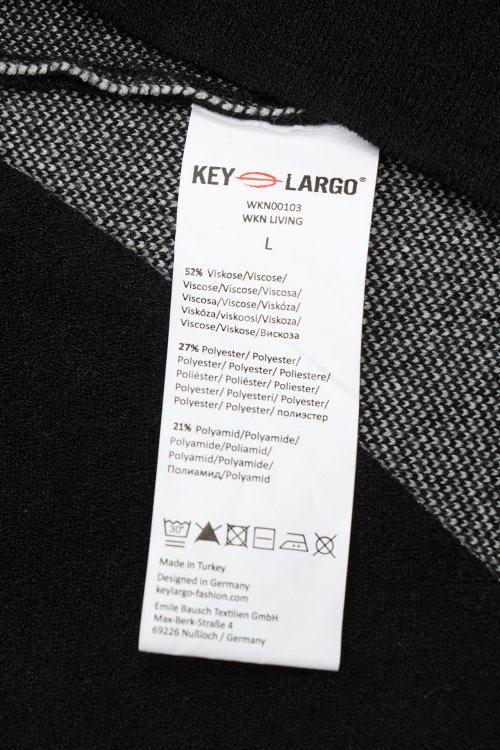 KEY LARGO®
WKN00103
WKN LIVING
L
52% Viskose/Viscose/
Viscose/Viscose/Viscosa/
Viscosa/Viscose/Viskóza/
Viskóza/viskoosi/Viskoza/
Viscose/Viskose/Вискоза
27% Polyester/ Polyester/
Polyester/ Polyester/ Poliestere/
Poliéster/ Poliéster/ Poliester/
Polyester/ Polyesteri/ Polyester/
Polyester/ Polyester/ полиэстер
21% Polyamid/Polyamide/
Polyamide/Poliamid/
Polyamid/Polyamide/
Полиамид/Polyamid
30°
Made in Turkey
Designed in Germany
keylargo-fashion.com
Emile Bausch Textilien GmbH
Max-Berk-Straße 4
69226 Nußloch / Germany